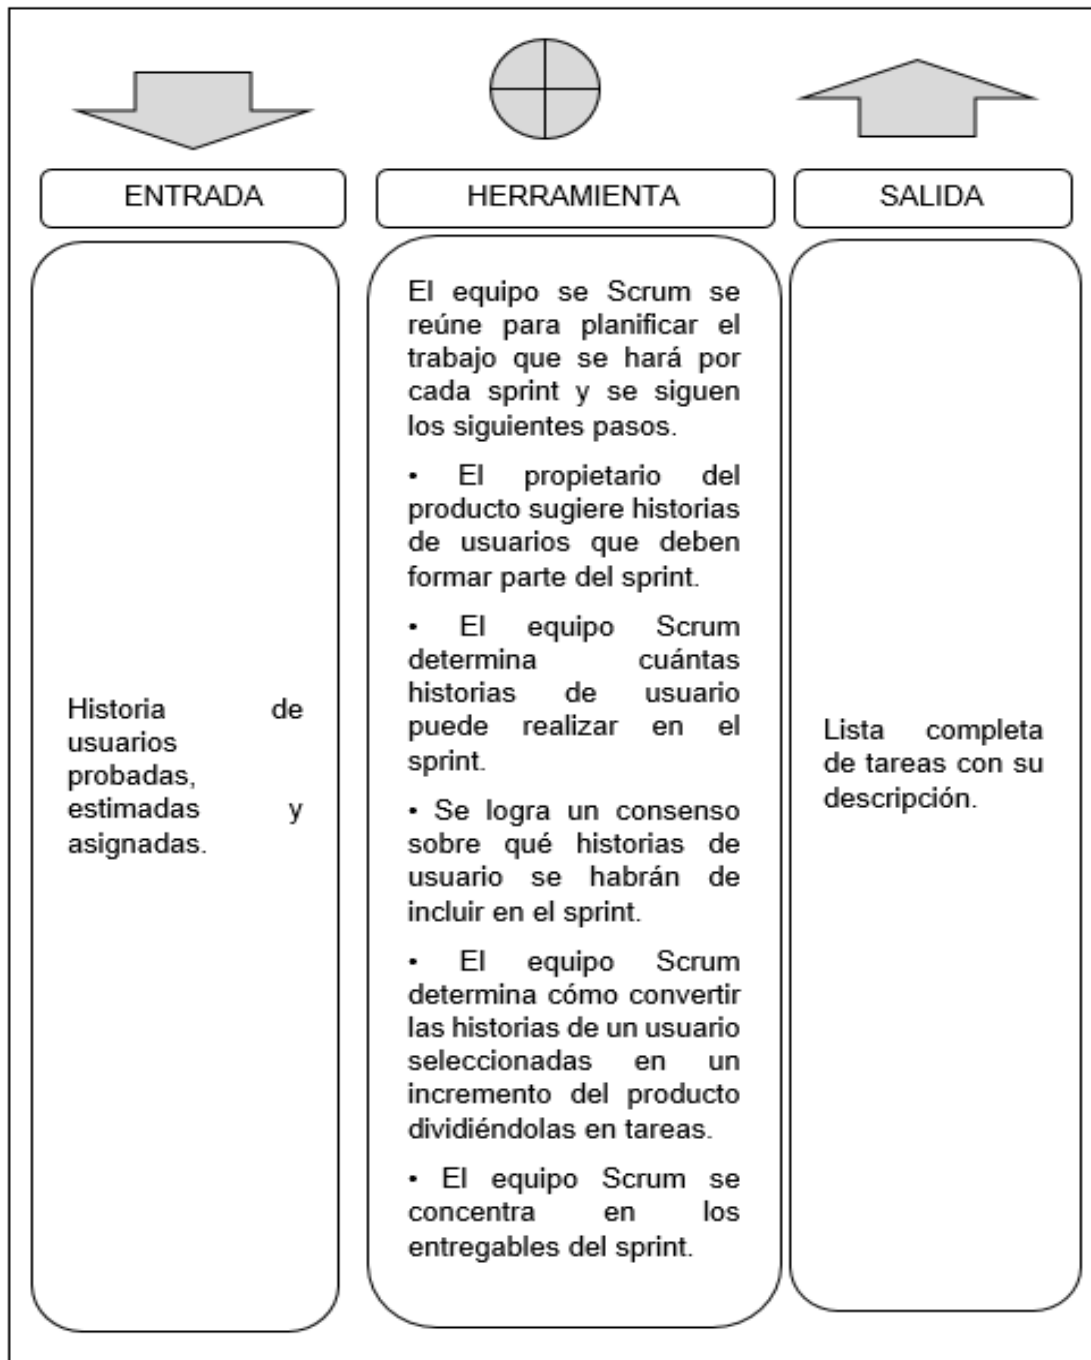 ENTRADA
HERRAMIENTA
SALIDA
Historia de
usuarios
probadas,
estimadas y
asignadas.
El equipo se Scrum se
reúne para planificar el
trabajo que se hará por
cada sprint y se siguen
los siguientes pasos.
• El propietario del
producto sugiere historias
de usuarios que deben
formar parte del sprint.
• El equipo Scrum
determina cuántas
historias de usuario
puede realizar en el
sprint.
• Se logra un consenso
sobre qué historias de
usuario se habrán de
incluir en el sprint.
• El equipo Scrum
determina cómo convertir
las historias de un usuario
seleccionadas en un
incremento del producto
dividiéndolas en tareas.
• El equipo Scrum se
concentra en los
entregables del sprint.
Lista completa
de tareas con su
descripción.